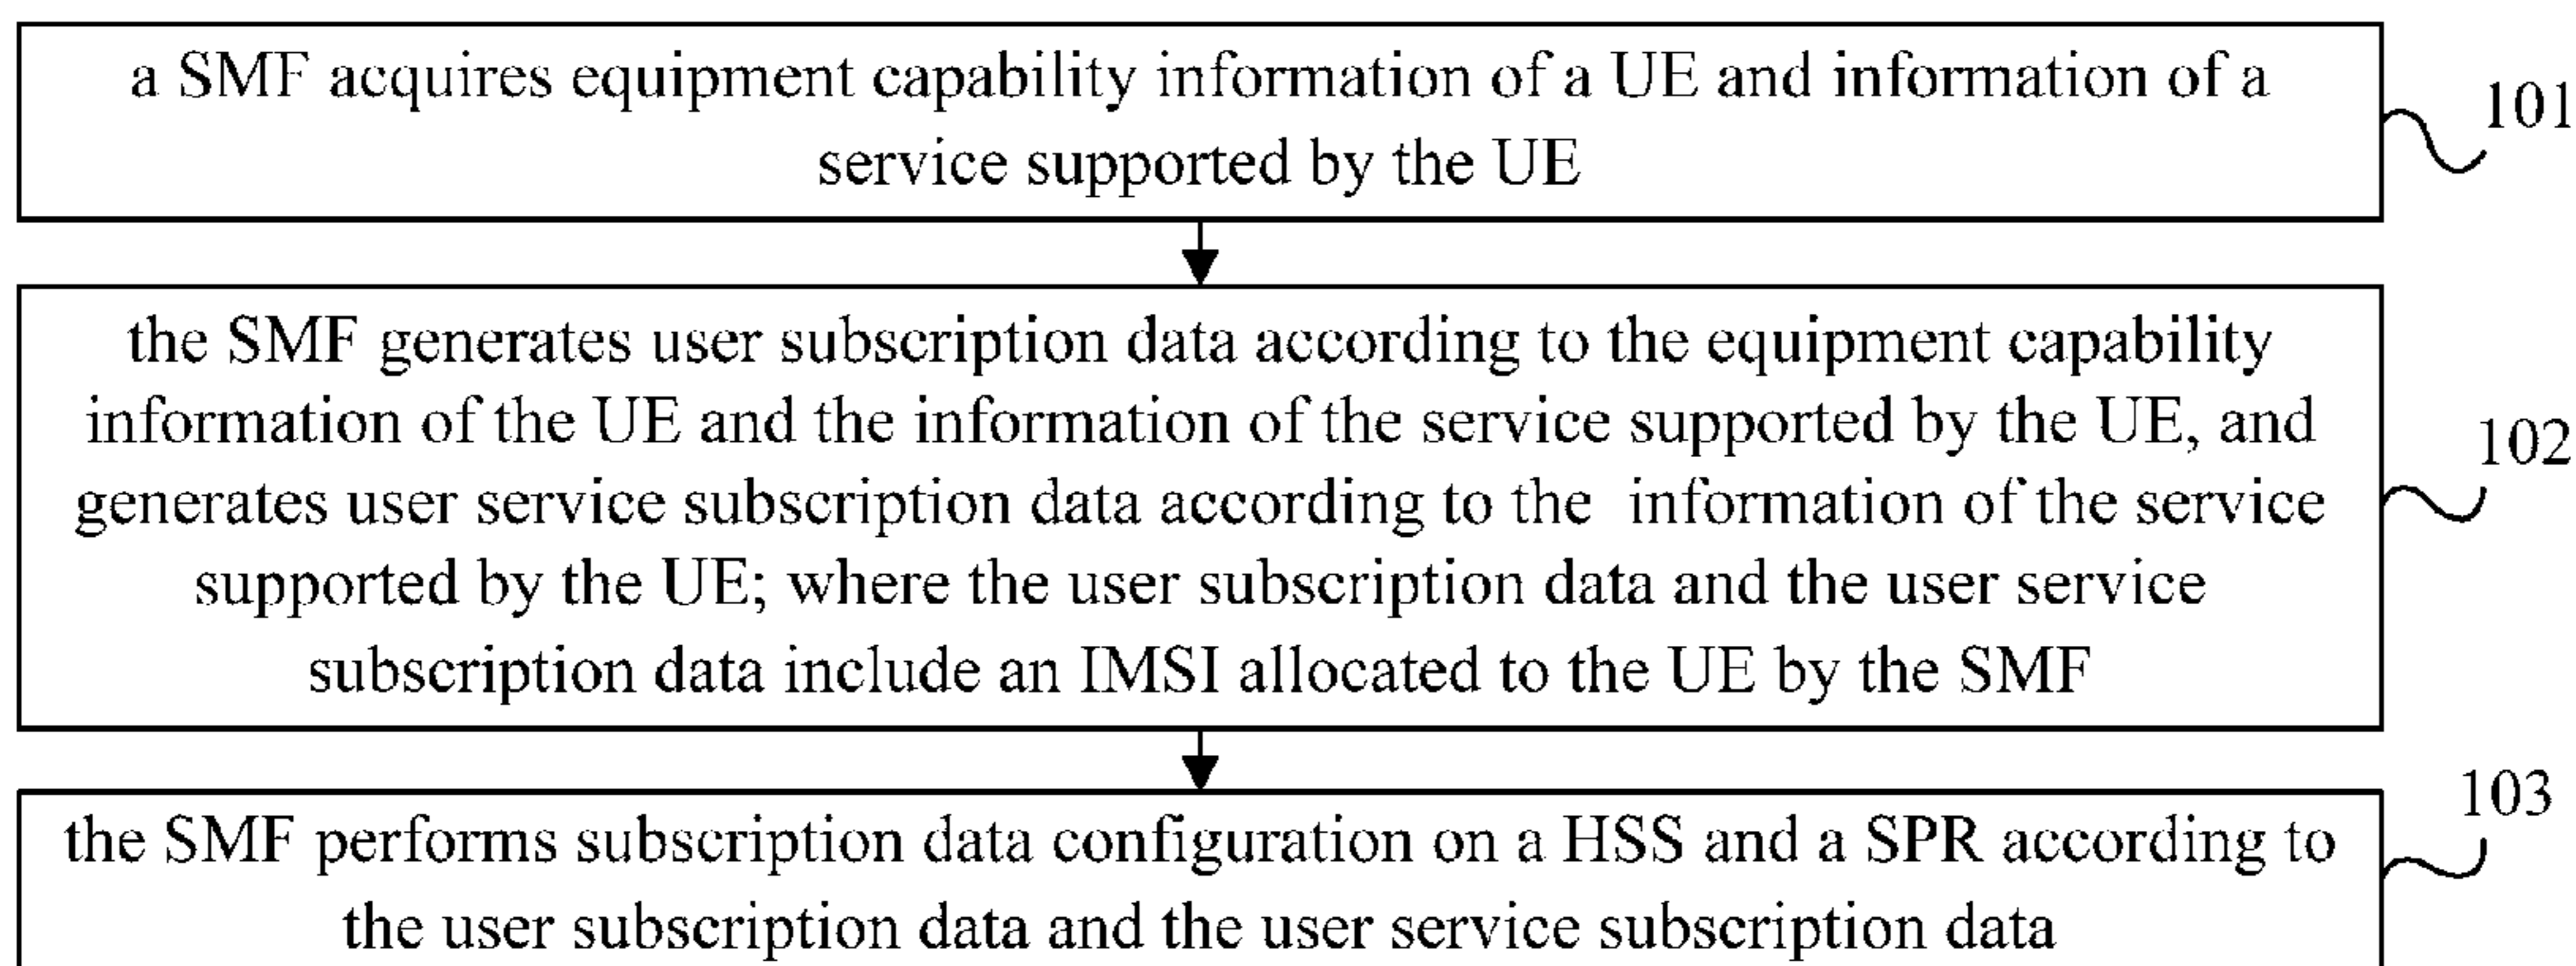 a SMF acquires equipment capability information of a UE and information of a
service supported by the UE
101
the SMF generates user subscription data according to the equipment capability
information of the UE and the information of the service supported by the UE, and
generates user service subscription data according to the information of the service
supported by the UE; where the user subscription data and the user service
subscription data include an IMSI allocated to the UE by the SMF
102
the SMF performs subscription data configuration on a HSS and a SPR according to
the user subscription data and the user service subscription data
103